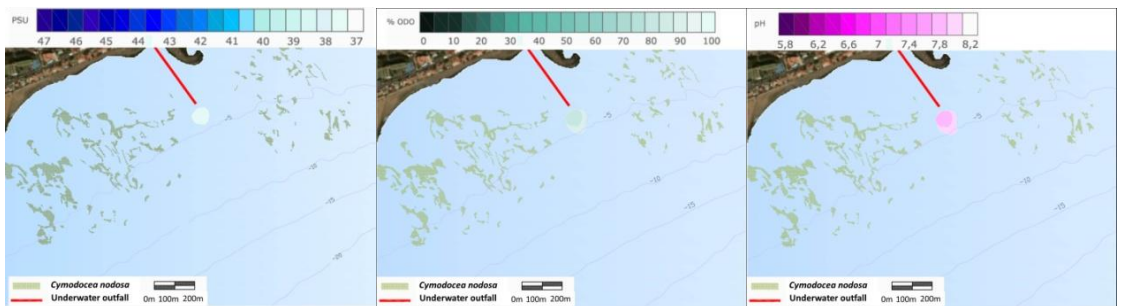 PSU
47 46 45 44 43 42 41 40 39 38 37
-5
-10
-15
-20
Cymodocea nodosa
Underwater outfall
0m 100m 200m
% ODO
0 10 20 30 40 50 60 70 80 90 100
-5
-10
-15
Cymodocea nodosa
Underwater outfall
0m 100m 200m
pH
5,8 6,2 6,6 7 7,4 7,8 8,2
-5
-10
-15
Cymodocea nodosa
Underwater outfall
0m 100m 200m